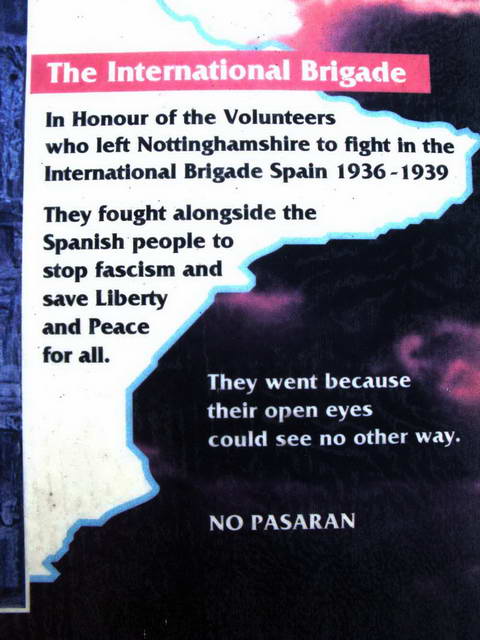 The International Brigade
In Honour of the Volunteers
who left Nottinghamshire to fight in the
International Brigade Spain 1936-1939
They fought alongside the
Spanish people to
stop fascism and
save Liberty
and Peace
for all.
They went because
their open eyes
could see no other way.
NO PASARAN